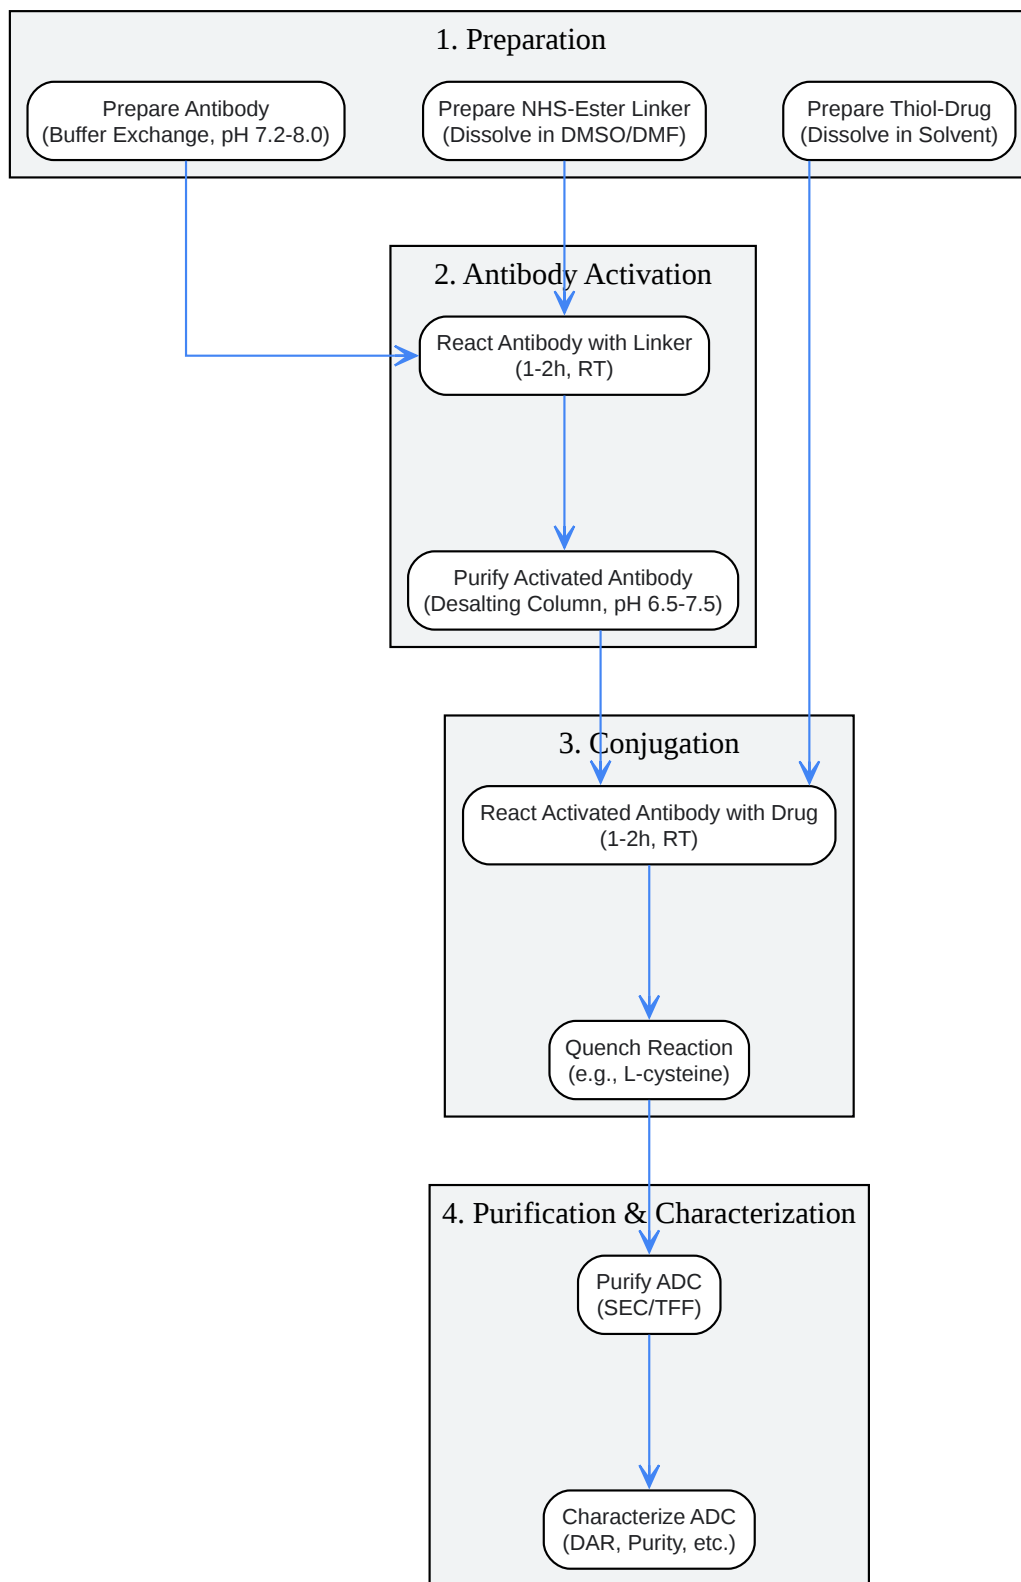 1. Preparation
Prepare Antibody
(Buffer Exchange, pH 7.2-8.0)
Prepare NHS-Ester Linker
(Dissolve in DMSO/DMF)
Prepare Thiol-Drug
(Dissolve in Solvent)
2. Antibody Activation
React Antibody with Linker
(1-2h, RT)
Purify Activated Antibody
(Desalting Column, pH 6.5-7.5)
3. Conjugation
React Activated Antibody with Drug
(1-2h, RT)
Quench Reaction
(e.g., L-cysteine)
4. Purification & Characterization
Purify ADC
(SEC/TFF)
Characterize ADC
(DAR, Purity, etc.)